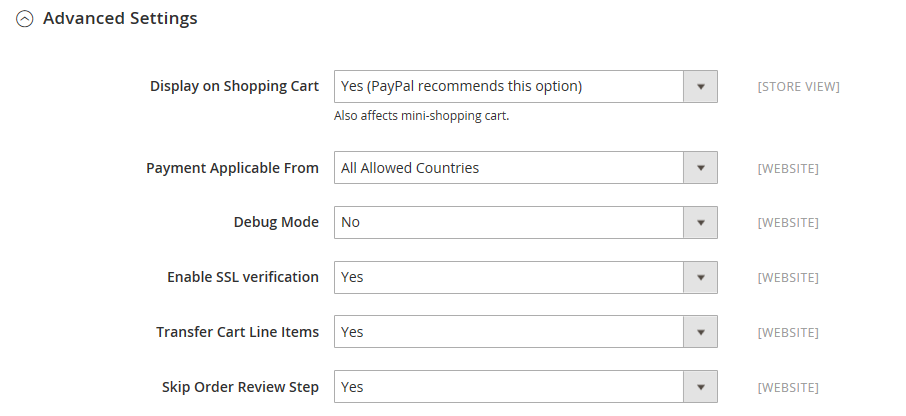 Advanced Settings
Display on Shopping Cart Yes (PayPal recommends this option) [STORE VIEW]
Also affects mini-shopping cart.
Payment Applicable From All Allowed Countries [WEBSITE]
Debug Mode No [WEBSITE]
Enable SSL verification Yes [WEBSITE]
Transfer Cart Line Items Yes [WEBSITE]
Skip Order Review Step Yes [WEBSITE]